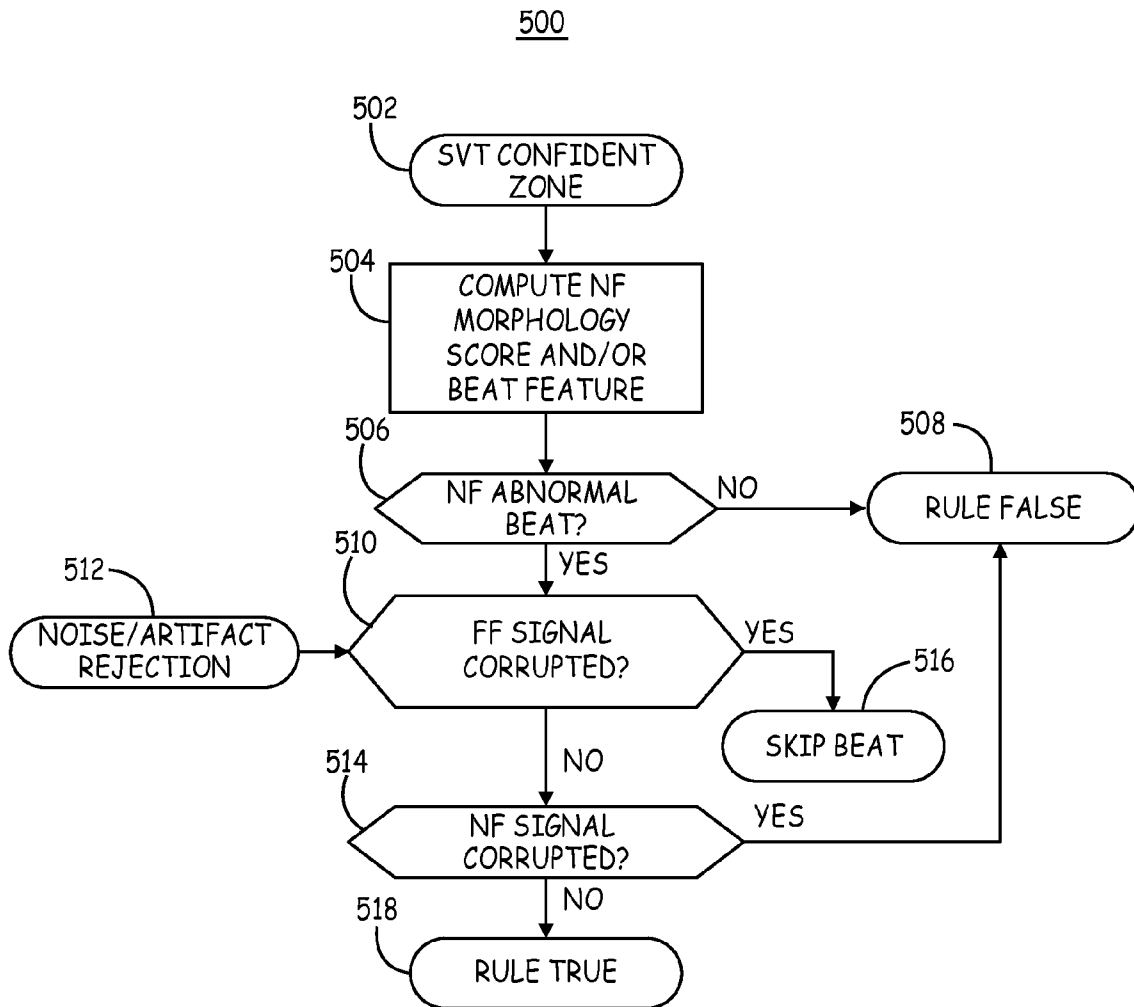 500
502
SVT CONFIDENT
ZONE
504
COMPUTE NF
MORPHOLOGY
SCORE AND/OR
BEAT FEATURE
506
NF ABNORMAL
BEAT?
NO
508
RULE FALSE
YES
510
512
NOISE/ARTIFACT
REJECTION
FF SIGNAL
CORRUPTED?
YES
516
SKIP BEAT
NO
514
NF SIGNAL
CORRUPTED?
YES
NO
518
RULE TRUE